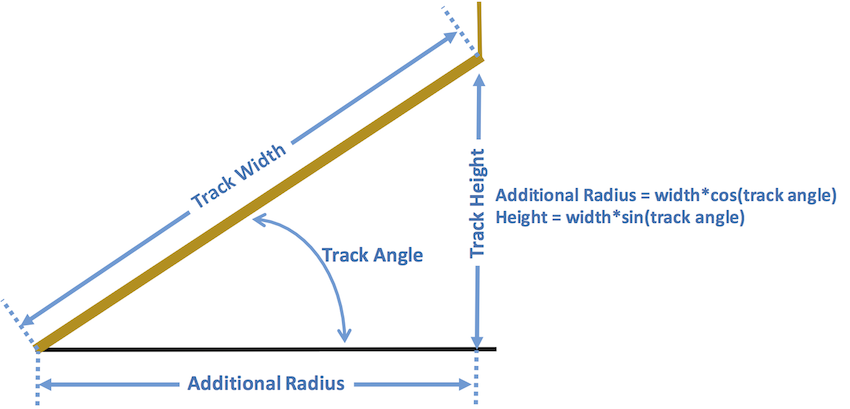 Track Width
Track Height
Additional Radius = width*cos(track angle)
Height = width*sin(track angle)
Track Angle
Additional Radius